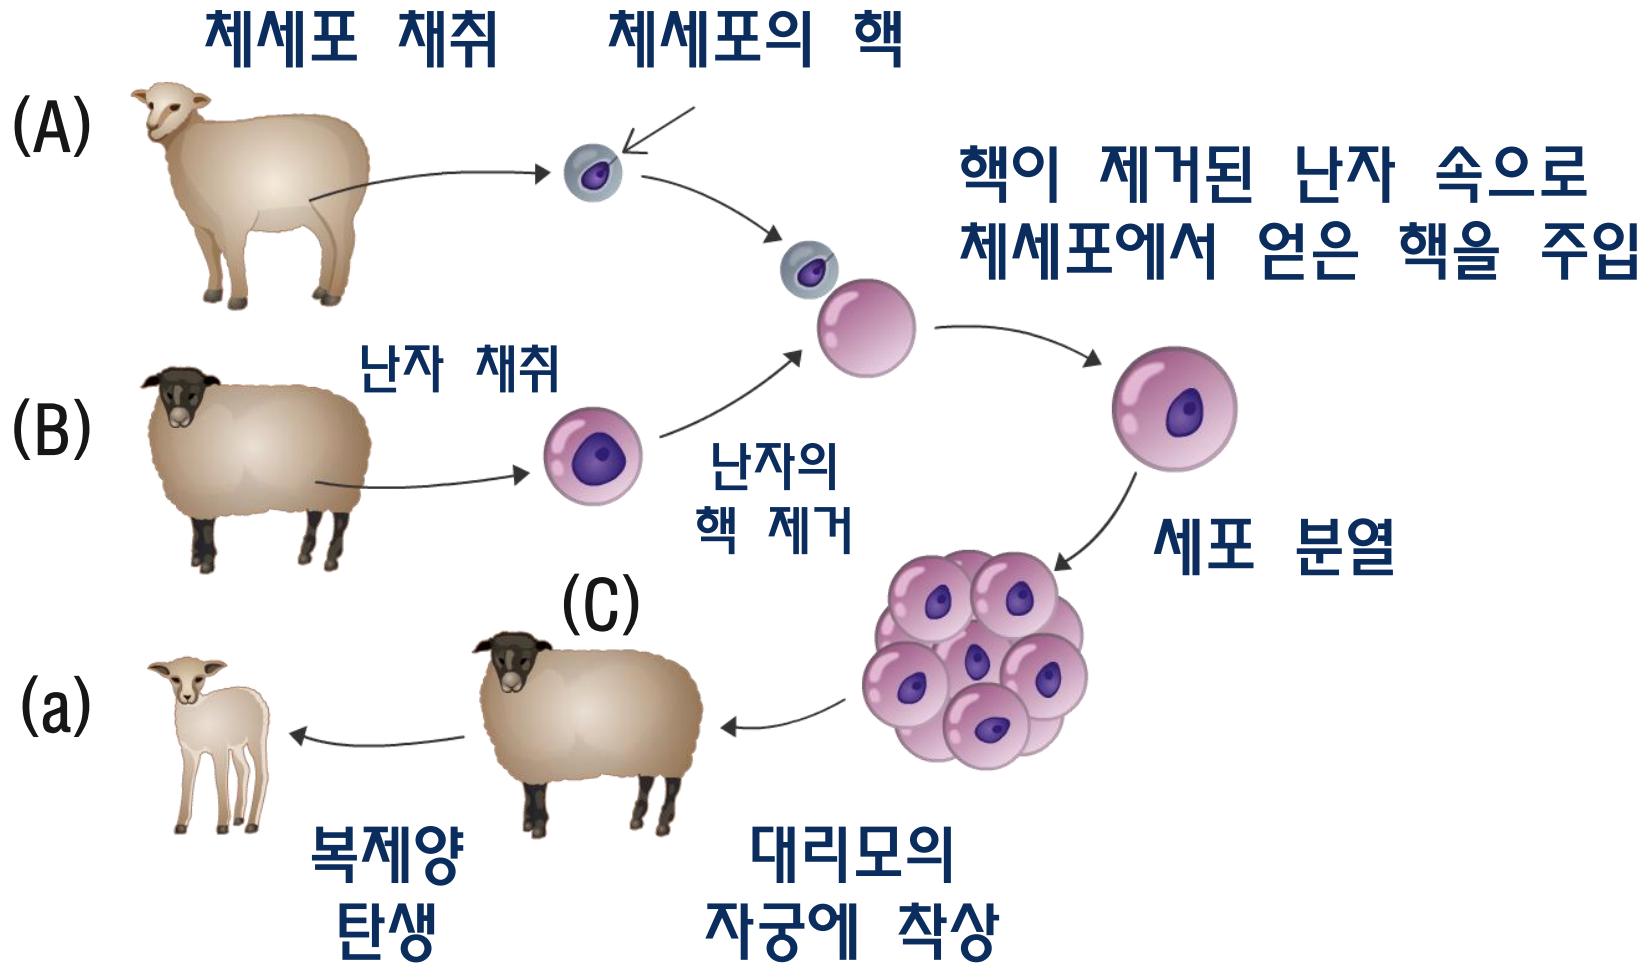 체세포 채취
체세포의 핵
(A)
핵이 제거된 난자 속으로
체세포에서 얻은 핵을 주입
난자 채취
(B)
난자의
핵 제거
세포 분열
(C)
(a)
복제양
탄생
대리모의
자궁에 착상